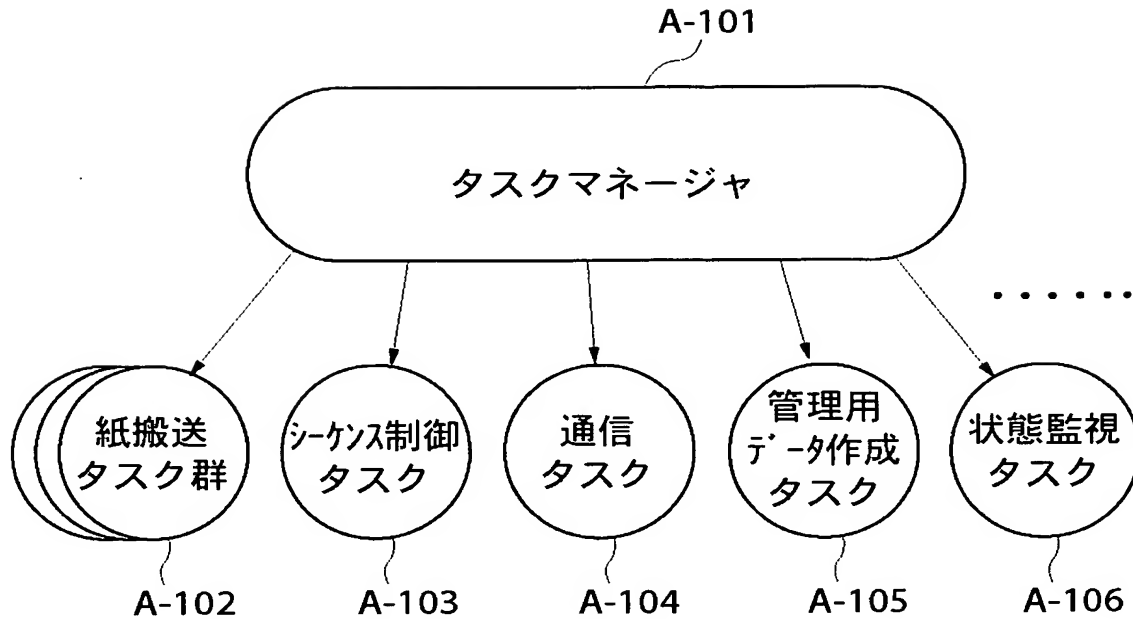 A-101
タスクマネージャ
......
紙搬送
タスク群
シーケンス制御
タスク
通信
タスク
管理用
データ作成
タスク
状態監視
タスク
A-102
A-103
A-104
A-105
A-106